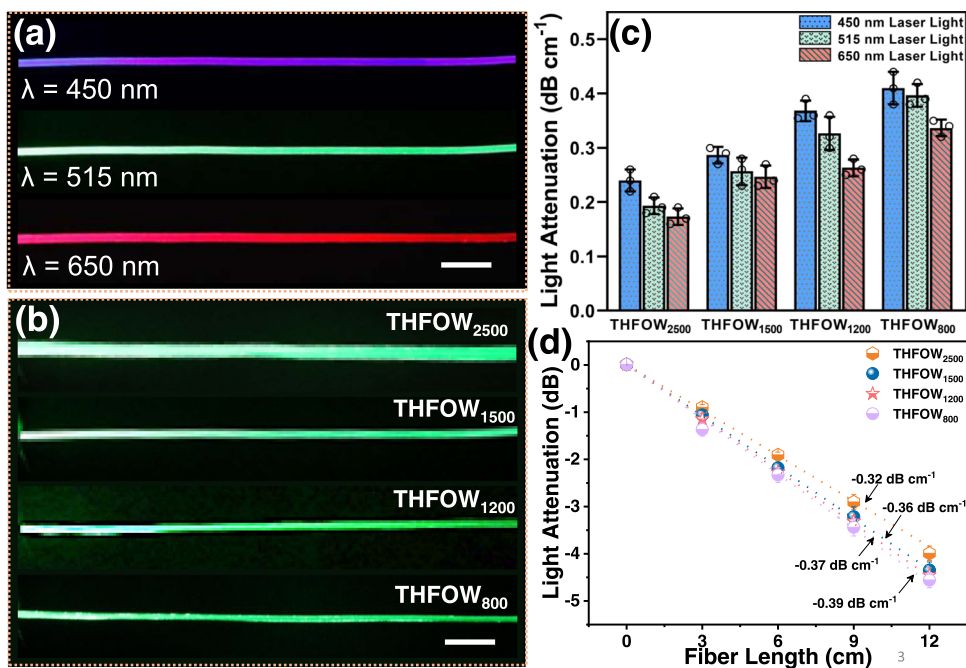 (a)
λ = 450 nm
λ = 515 nm
λ = 650 nm
(b)
THFOW2500
THFOW1500
THFOW1200
THFOW800
(c)
450 nm Laser Light
515 nm Laser Light
650 nm Laser Light
Light Attenuation (dB cm⁻¹)
0.5
0.4
0.3
0.2
0.1
0.0
THFOW2500 THFOW1500 THFOW1200 THFOW800
(d)
THFOW2500
THFOW1500
THFOW1200
THFOW800
Light Attenuation (dB)
0
-1
-2
-3
-4
-5
-0.32 dB cm⁻¹
-0.36 dB cm⁻¹
-0.37 dB cm⁻¹
-0.39 dB cm⁻¹
0 3 6 9 12
Fiber Length (cm)
3